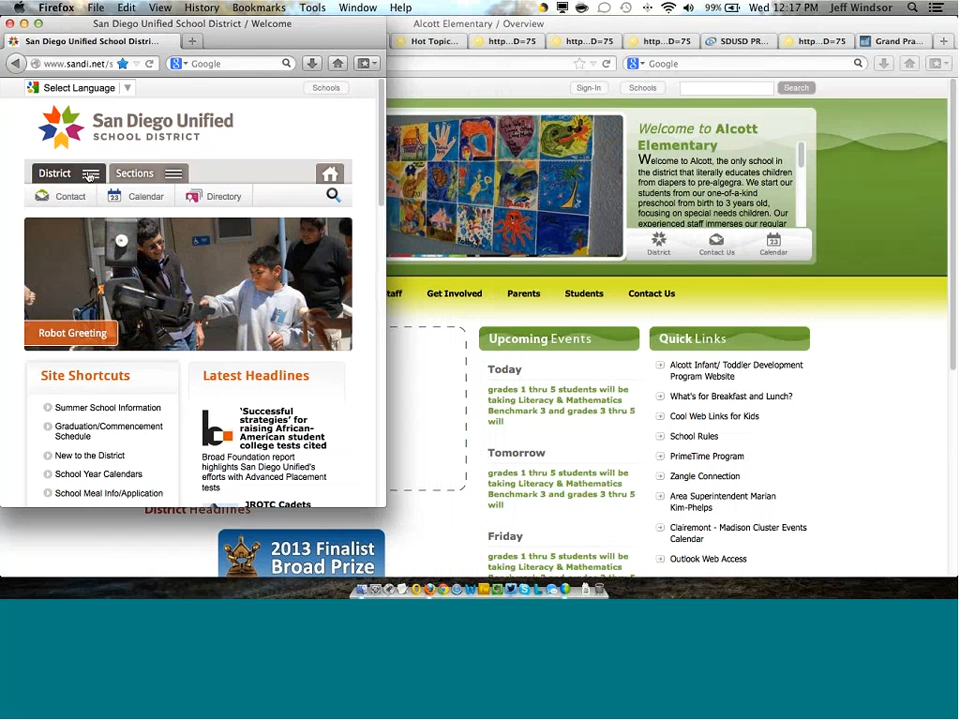 Firefox File Edit View History Bookmarks Tools Window Help 99% Wed 12:17 PM Jeff Windsor
San Diego Unified School District / Welcome
Alcott Elementary / Overview
San Diego Unified School Distri...
Hot Topic...
http...D=75
http...D=75
http...D=75
SDUSD PR...
http...D=75
Grand Pra...
www.sandi.net/s
Google
Google
Select Language
Schools
San Diego Unified
SCHOOL DISTRICT
District
Sections
Contact
23
Calendar
Directory
Robot Greeting
Site Shortcuts
Summer School Information
Graduation/Commencement
Schedule
New to the District
School Year Calendars
School Meal Info/Application
Latest Headlines
b.
'Successful
strategies' for
raising African-
American student
college tests cited
Broad Foundation report
highlights San Diego Unified's
efforts with Advanced Placement
tests
JROTC Cadets
Sign-In
Schools
Search
Welcome to Alcott
Elementary
Welcome to Alcott, the only school in
the district that literally educates children
from diapers to pre-algegra. We start our
students from our one-of-a-kind
preschool from birth to 3 years old,
focusing on special needs children. Our
experienced staff immerses our regular
District
Contact Us
23
Calendar
taff
Get Involved
Parents
Students
Contact Us
Upcoming Events
Today
grades 1 thru 5 students will be
taking Literacy & Mathematics
Benchmark 3 and grades 3 thru 5
will
Tomorrow
grades 1 thru 5 students will be
taking Literacy & Mathematics
Benchmark 3 and grades 3 thru 5
will
Friday
grades 1 thru 5 students will be
taking Literacy & Mathematics
Benchmark 3 and grades 3 thru 5
Quick Links
Alcott Infant/ Toddler Development
Program Website
What's for Breakfast and Lunch?
Cool Web Links for Kids
School Rules
PrimeTime Program
Zangle Connection
Area Superintendent Marian
Kim-Phelps
Clairemont - Madison Cluster Events
Calendar
Outlook Web Access
District Headlines
2013 Finalist
Broad Prize